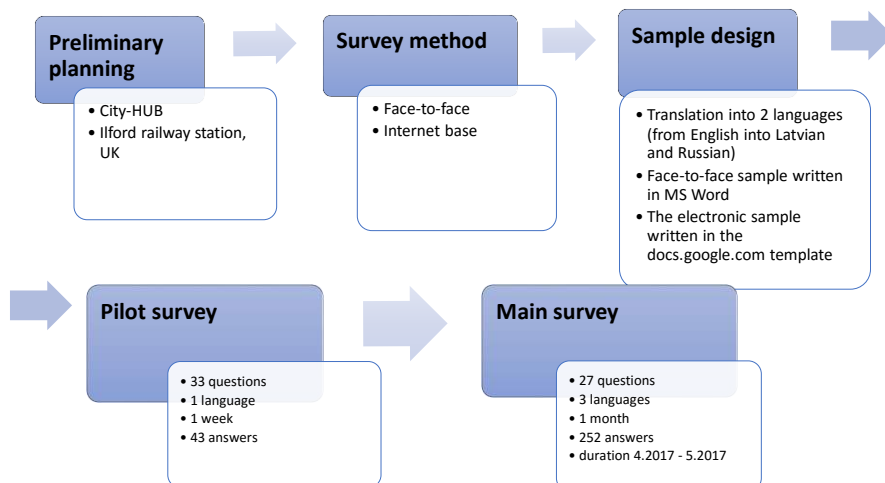 Preliminary
planning
• City-HUB
• Ilford railway station,
UK
Survey method
• Face-to-face
• Internet base
Sample design
• Translation into 2 languages
(from English into Latvian
and Russian)
• Face-to-face sample written
in MS Word
• The electronic sample
written in the
docs.google.com template
Pilot survey
• 33 questions
• 1 language
• 1 week
• 43 answers
Main survey
• 27 questions
• 3 languages
• 1 month
• 252 answers
• duration 4.2017 - 5.2017